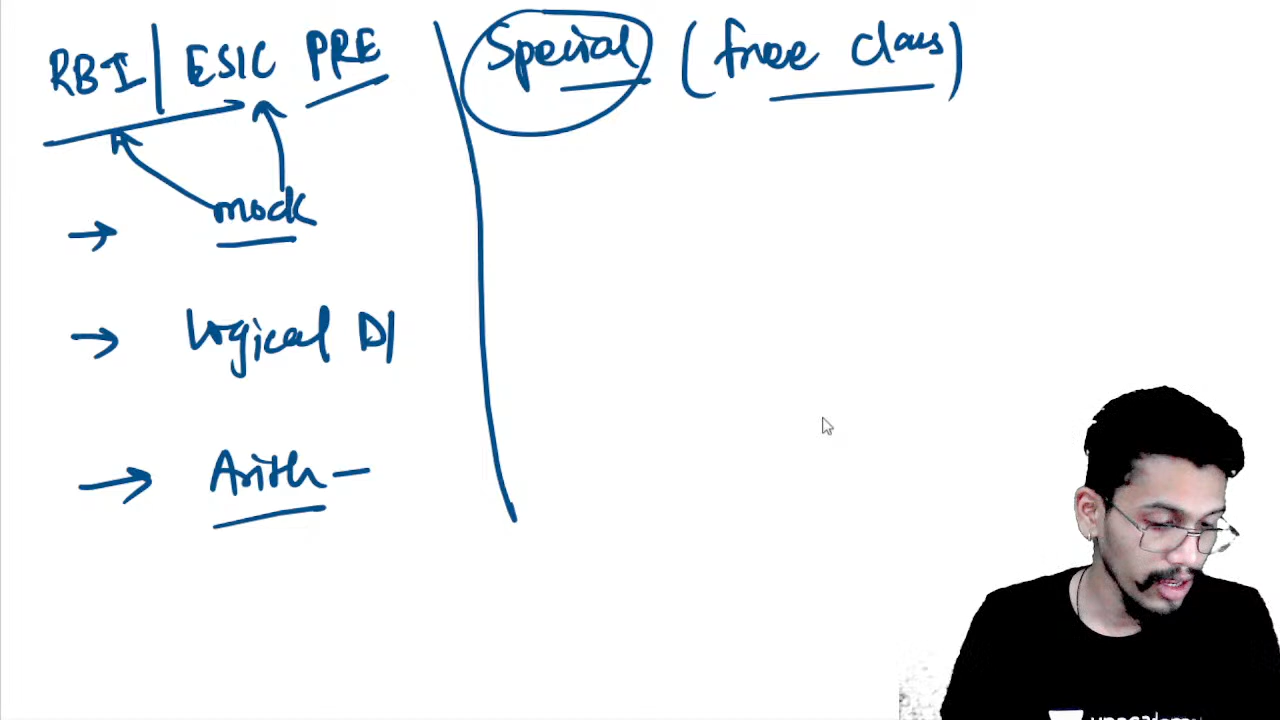 RBI | ESIC PRE
Special (free class)
→ mock
→ Logical DI
→ Arith -